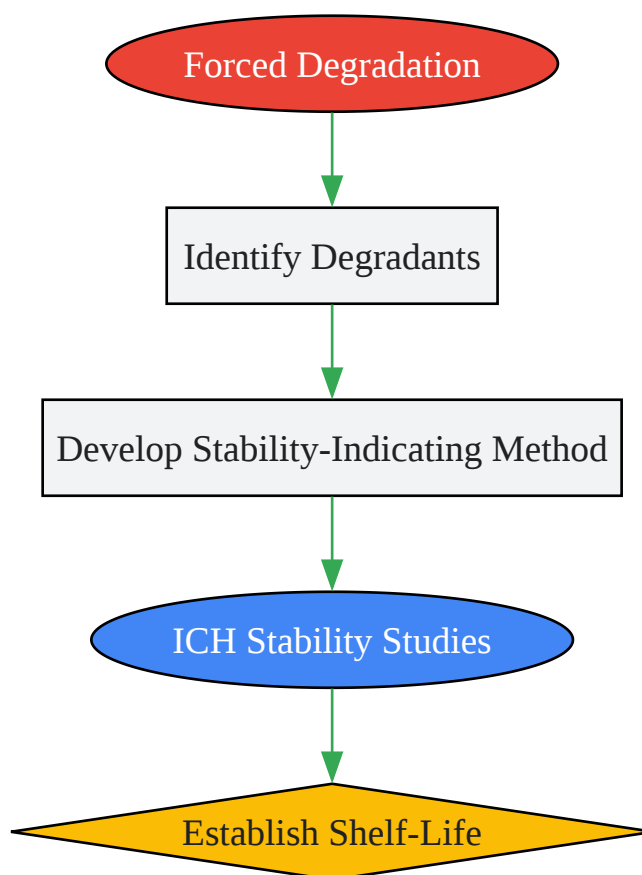 Forced Degradation
Identify Degradants
Develop Stability-Indicating Method
ICH Stability Studies
Establish Shelf-Life